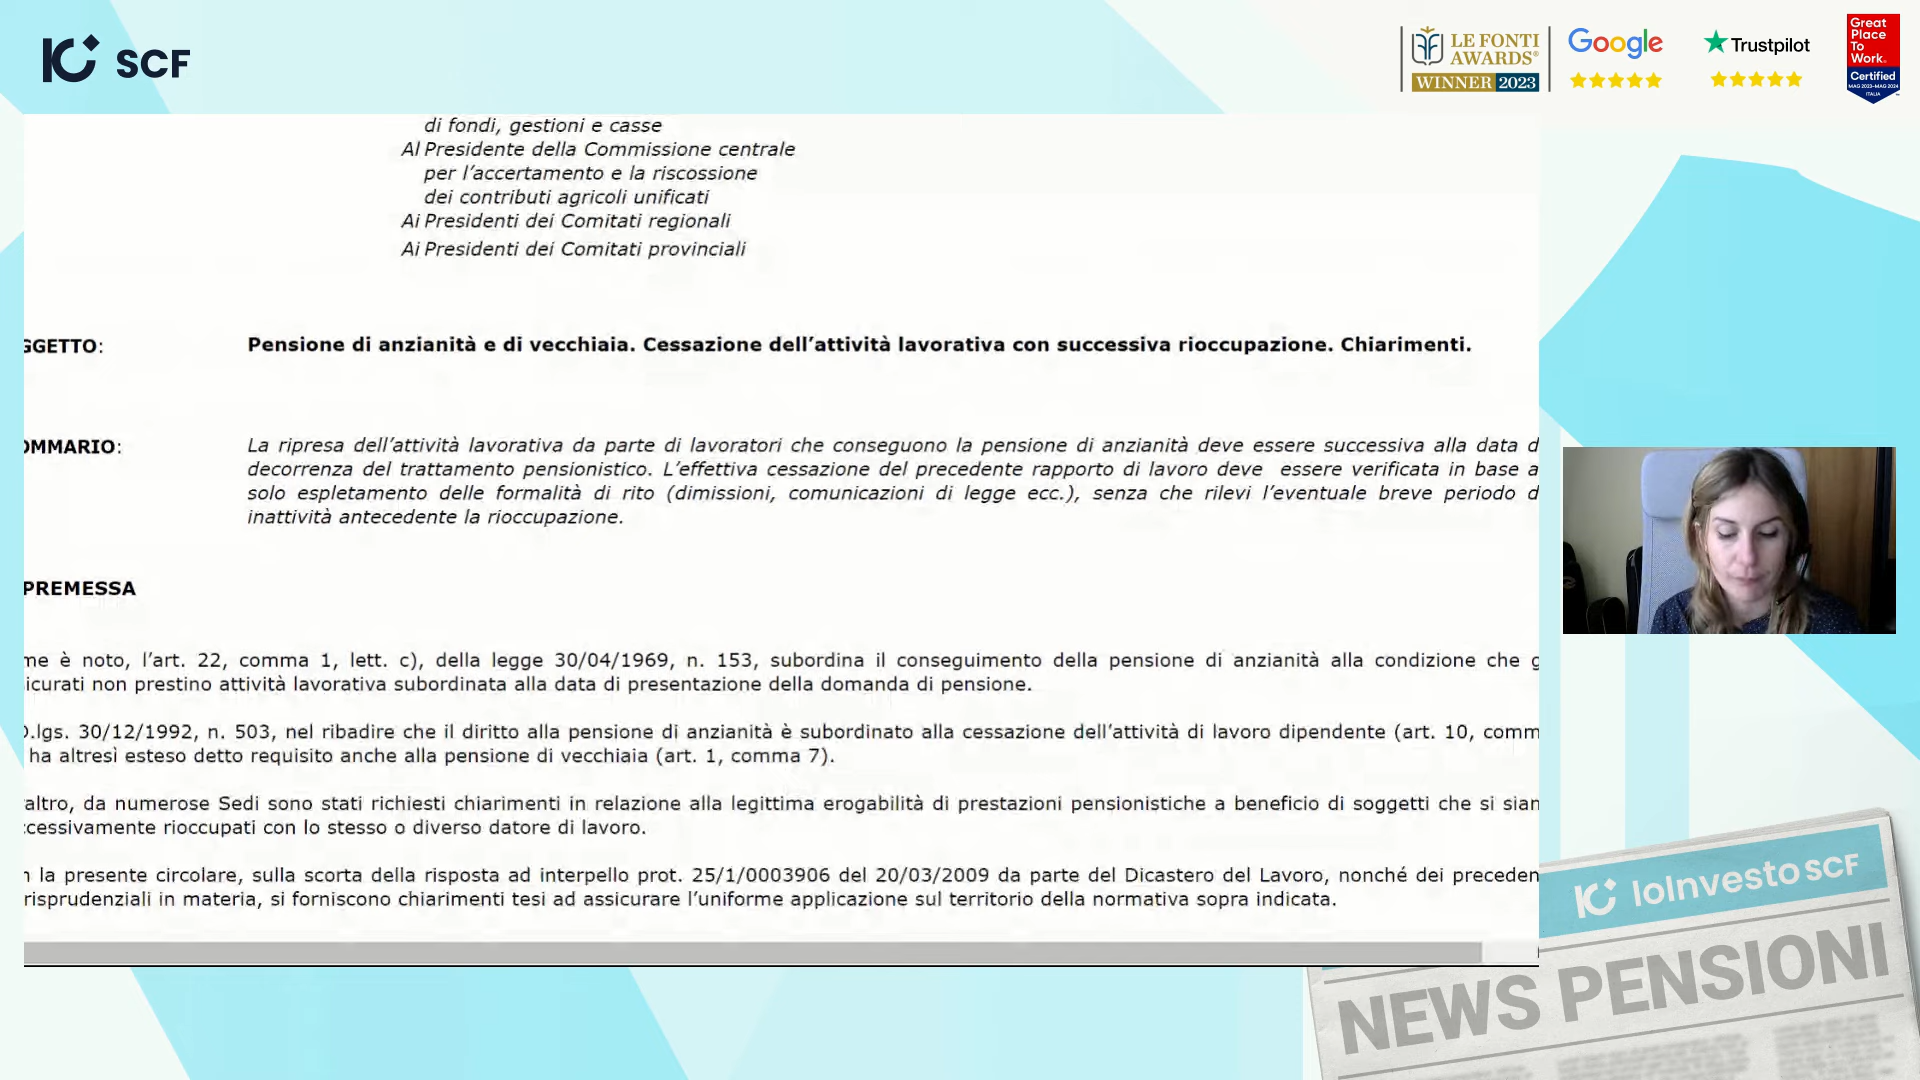 SCF
LE FONTI
AWARDS®
WINNER 2023
Google
Trustpilot
Great
Place
To
Work®
Certified
MAG 2023-MAG 2024
ITALIA
di fondi, gestioni e casse
Al Presidente della Commissione centrale
per l’accertamento e la riscossione
dei contributi agricoli unificati
Ai Presidenti dei Comitati regionali
Ai Presidenti dei Comitati provinciali
GGETTO: Pensione di anzianità e di vecchiaia. Cessazione dell’attività lavorativa con successiva rioccupazione. Chiarimenti.
OMMARIO: La ripresa dell’attività lavorativa da parte di lavoratori che conseguono la pensione di anzianità deve essere successiva alla data d
decorrenza del trattamento pensionistico. L’effettiva cessazione del precedente rapporto di lavoro deve essere verificata in base a
solo espletamento delle formalità di rito (dimissioni, comunicazioni di legge ecc.), senza che rilevi l’eventuale breve periodo d
inattività antecedente la rioccupazione.
PREMESSA
me è noto, l’art. 22, comma 1, lett. c), della legge 30/04/1969, n. 153, subordina il conseguimento della pensione di anzianità alla condizione che g
icurati non prestino attività lavorativa subordinata alla data di presentazione della domanda di pensione.
D.lgs. 30/12/1992, n. 503, nel ribadire che il diritto alla pensione di anzianità è subordinato alla cessazione dell’attività di lavoro dipendente (art. 10, comm
ha altresì esteso detto requisito anche alla pensione di vecchiaia (art. 1, comma 7).
altro, da numerose Sedi sono stati richiesti chiarimenti in relazione alla legittima erogabilità di prestazioni pensionistiche a beneficio di soggetti che si sian
ccessivamente rioccupati con lo stesso o diverso datore di lavoro.
n la presente circolare, sulla scorta della risposta ad interpello prot. 25/1/0003906 del 20/03/2009 da parte del Dicastero del Lavoro, nonché dei preceden
risprudenziali in materia, si forniscono chiarimenti tesi ad assicurare l’uniforme applicazione sul territorio della normativa sopra indicata.
IoInvesto SCF
NEWS PENSIONI